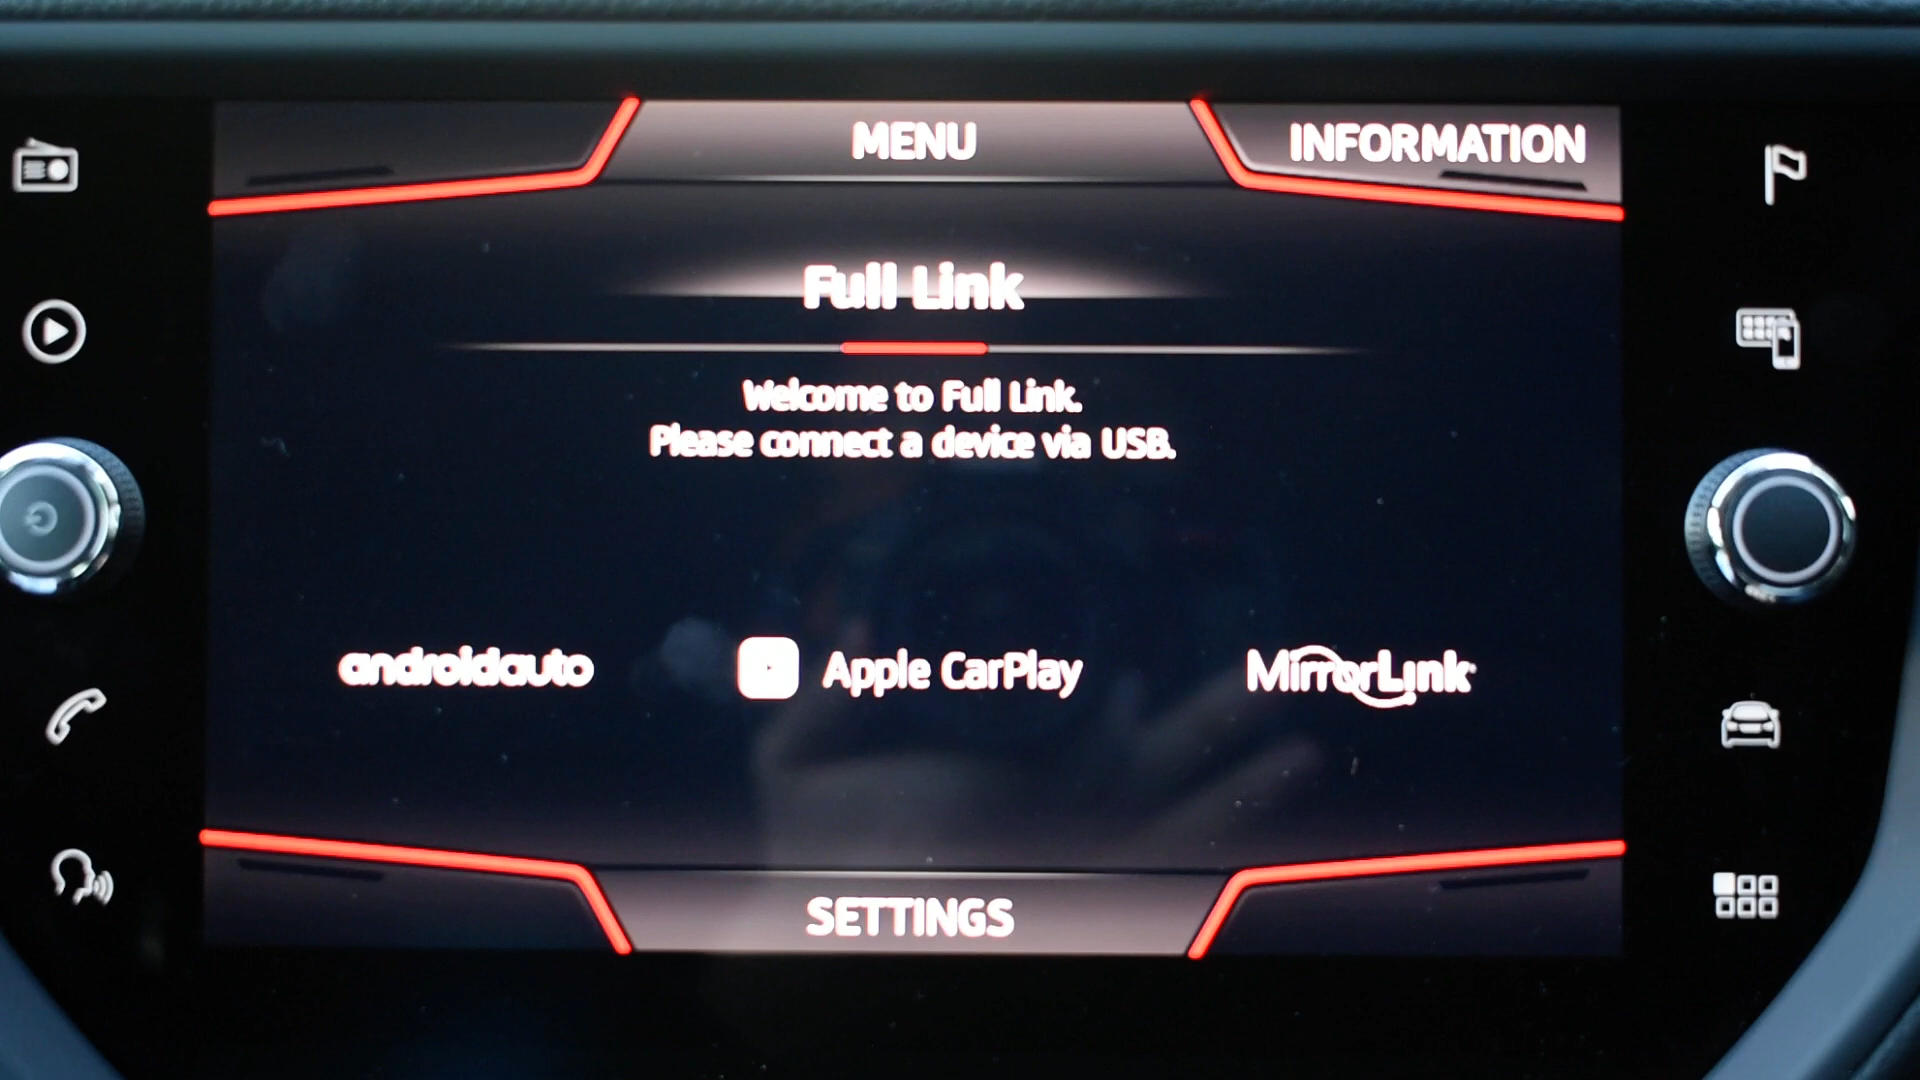 MENU
INFORMATION
Full Link
Welcome to Full Link.
Please connect a device via USB.
androidauto
Apple CarPlay
MirrorLink
SETTINGS